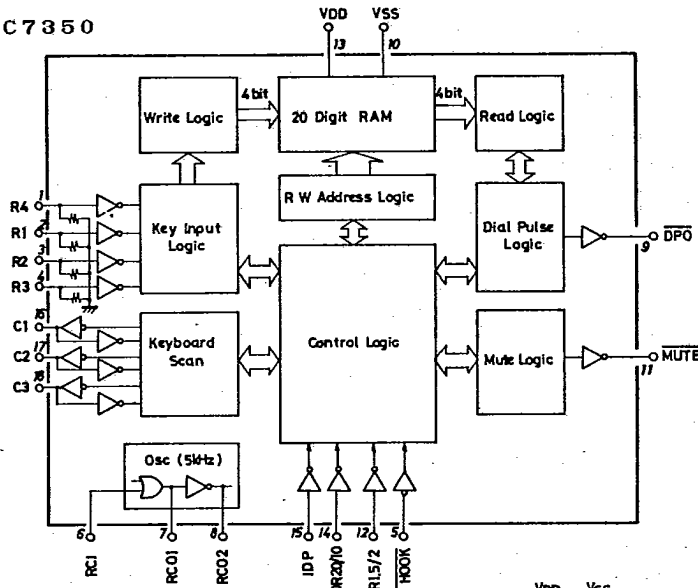 C7350
VDD VSS
13 10
4bit 4bit
Write Logic 20 Digit RAM Read Logic
R W Address Logic
R4 1
R1 2
R2 3
R3 4
Key Input Logic
Dial Pulse Logic
DPO
9
C1
C2 17
C3
Keyboard Scan
Control Logic
Mute Logic
MUTE
11
Osc (5kHz)
6 7 8 15 14 12 5
RCI RCO1 RCO2 IDP DR20/10 R1.5/2 HOOK
VDD VSS